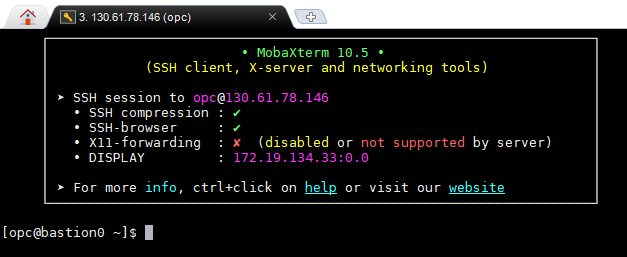 3. 130.61.78.146 (opc)
• MobaXterm 10.5 •
(SSH client, X-server and networking tools)
➤ SSH session to opc@130.61.78.146
• SSH compression : ✔
• SSH-browser : ✔
• X11-forwarding : ✘ (disabled or not supported by server)
• DISPLAY : 172.19.134.33:0.0
➤ For more info, ctrl+click on help or visit our website
[opc@bastion0 ~]$